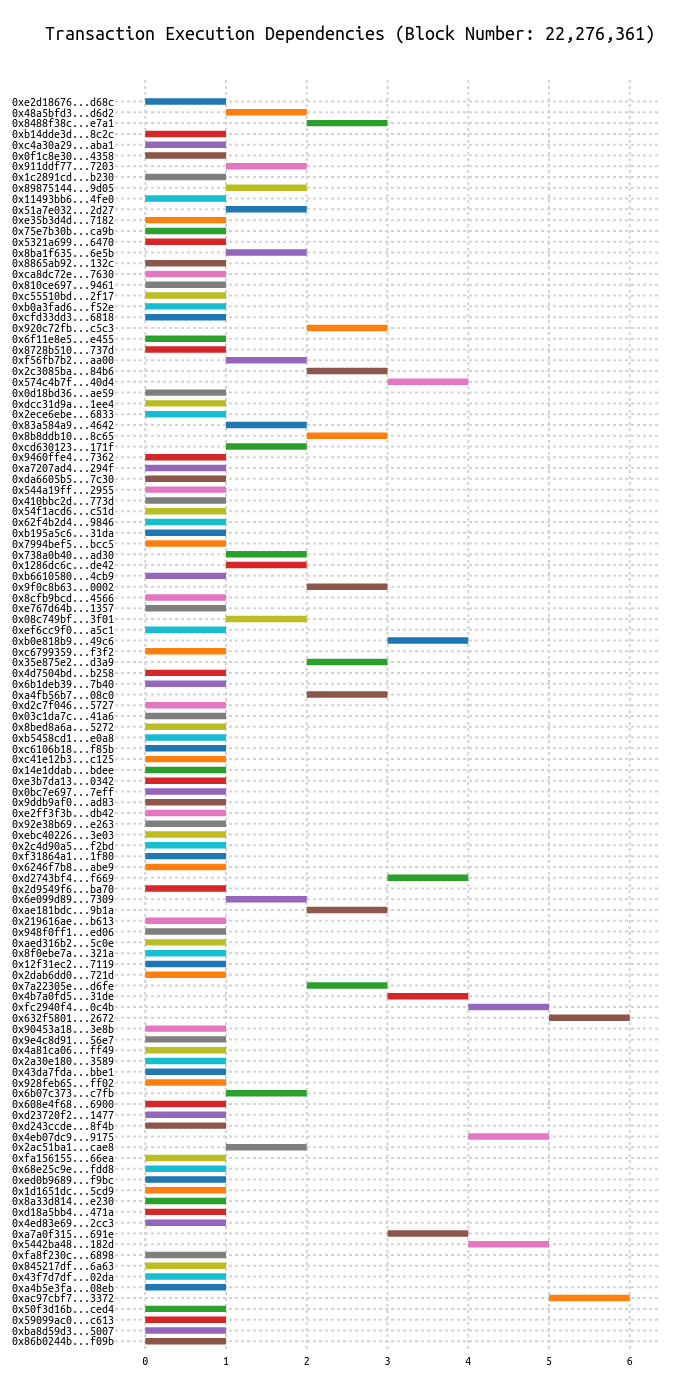 Transaction Execution Dependencies (Block Number: 22,276,361)
0xe2d18676...d68c
0x48a5bfd3...d6d2
0x8488f38c...e7a1
0xb14dde3d...8c2c
0xc4a30a29...aba1
0x0f1c8e30...4358
0x911ddf77...7203
0x1c2891cd...b230
0x89875144...9d05
0x11493bb6...4fe0
0x51a7e032...2d27
0xe35b3d4d...7182
0x75e7b30b...ca9b
0x5321a699...6470
0x8ba1f635...6e5b
0x8865ab92...132c
0xca8dc72e...7630
0x810ce697...9461
0xc55510bd...2f17
0xb0a3fad6...f52e
0xcfd33dd3...6818
0x920c72fb...c5c3
0x6f11e8e5...e455
0x8728b510...737d
0xf56fb7b2...aa00
0x2c3085ba...84b6
0x574c4b7f...40d4
0x0d18bd36...ae59
0xdcc31d9a...1ee4
0x2ece6ebe...6833
0x83a584a9...4642
0x8b8ddb10...8c65
0xcd630123...171f
0x9460ffe4...7362
0xa7207ad4...294f
0xda6605b5...7c30
0x544a19ff...2955
0x410bbc2d...773d
0x54f1acd6...c51d
0x62f4b2d4...9846
0xb195a5c6...31da
0x7994bef5...bcc5
0x738a0b40...ad30
0x1286dc6c...de42
0xb6610580...4cb9
0x9f0c8b63...0002
0x8cfb9bcd...4566
0xe767d64b...1357
0x08c749bf...3f01
0xef6cc9f0...a5c1
0xb0e818b9...49c6
0xc6799359...f3f2
0x35e875e2...d3a9
0x4d7504bd...b258
0x6b1deb39...7b40
0xa4fb56b7...08c0
0xd2c7f046...5727
0x03c1da7c...41a6
0x8bed8a6a...5272
0xb5458cd1...e0a8
0xc6106b18...f85b
0xc41e12b3...c125
0x14e1ddab...bdee
0xe3b7da13...0342
0x0bc7e697...7eff
0x9ddb9af0...ad83
0xe2ff3f3b...db42
0x92e38b69...e263
0xebc40226...3e03
0x2c4d90a5...f2bd
0xf31864a1...1f80
0x6246f7b8...abe9
0xd2743bf4...f669
0x2d9549f6...ba70
0x6e099d89...7309
0xae181bdc...9b1a
0x219616ae...b613
0x948f0ff1...ed06
0xaed316b2...5c0e
0x8f0ebe7a...321a
0x12f31ec2...7119
0x2dab6dd0...721d
0x7a22305e...d6fe
0x4b7a0fd5...31de
0xfc2940f4...0c4b
0x632f5801...2672
0x90453a18...3e8b
0x9e4c8d91...56e7
0x4a81ca06...ff49
0x2a30e180...3589
0x43da7fda...bbe1
0x928feb65...ff02
0x6b07c373...c7fb
0x608e4f68...6900
0xd23720f2...1477
0xd243ccde...8f4b
0x4eb07dc9...9175
0x2ac51ba1...cae8
0xfa156155...66ea
0x68e25c9e...fdd8
0xed0b9689...f9bc
0x1d1651dc...5cd9
0x8a33d814...e230
0xd18a5bb4...471a
0x4ed83e69...2cc3
0xa7a0f315...691e
0x5442ba48...182d
0xfa8f230c...6898
0x845217df...6a63
0x43f7d7df...02da
0xa4b5e3fa...08eb
0xac97cbf7...3372
0x50f3d16b...ced4
0x59099ac0...c613
0xba8d59d3...5007
0x86b0244b...f09b
0 1 2 3 4 5 6